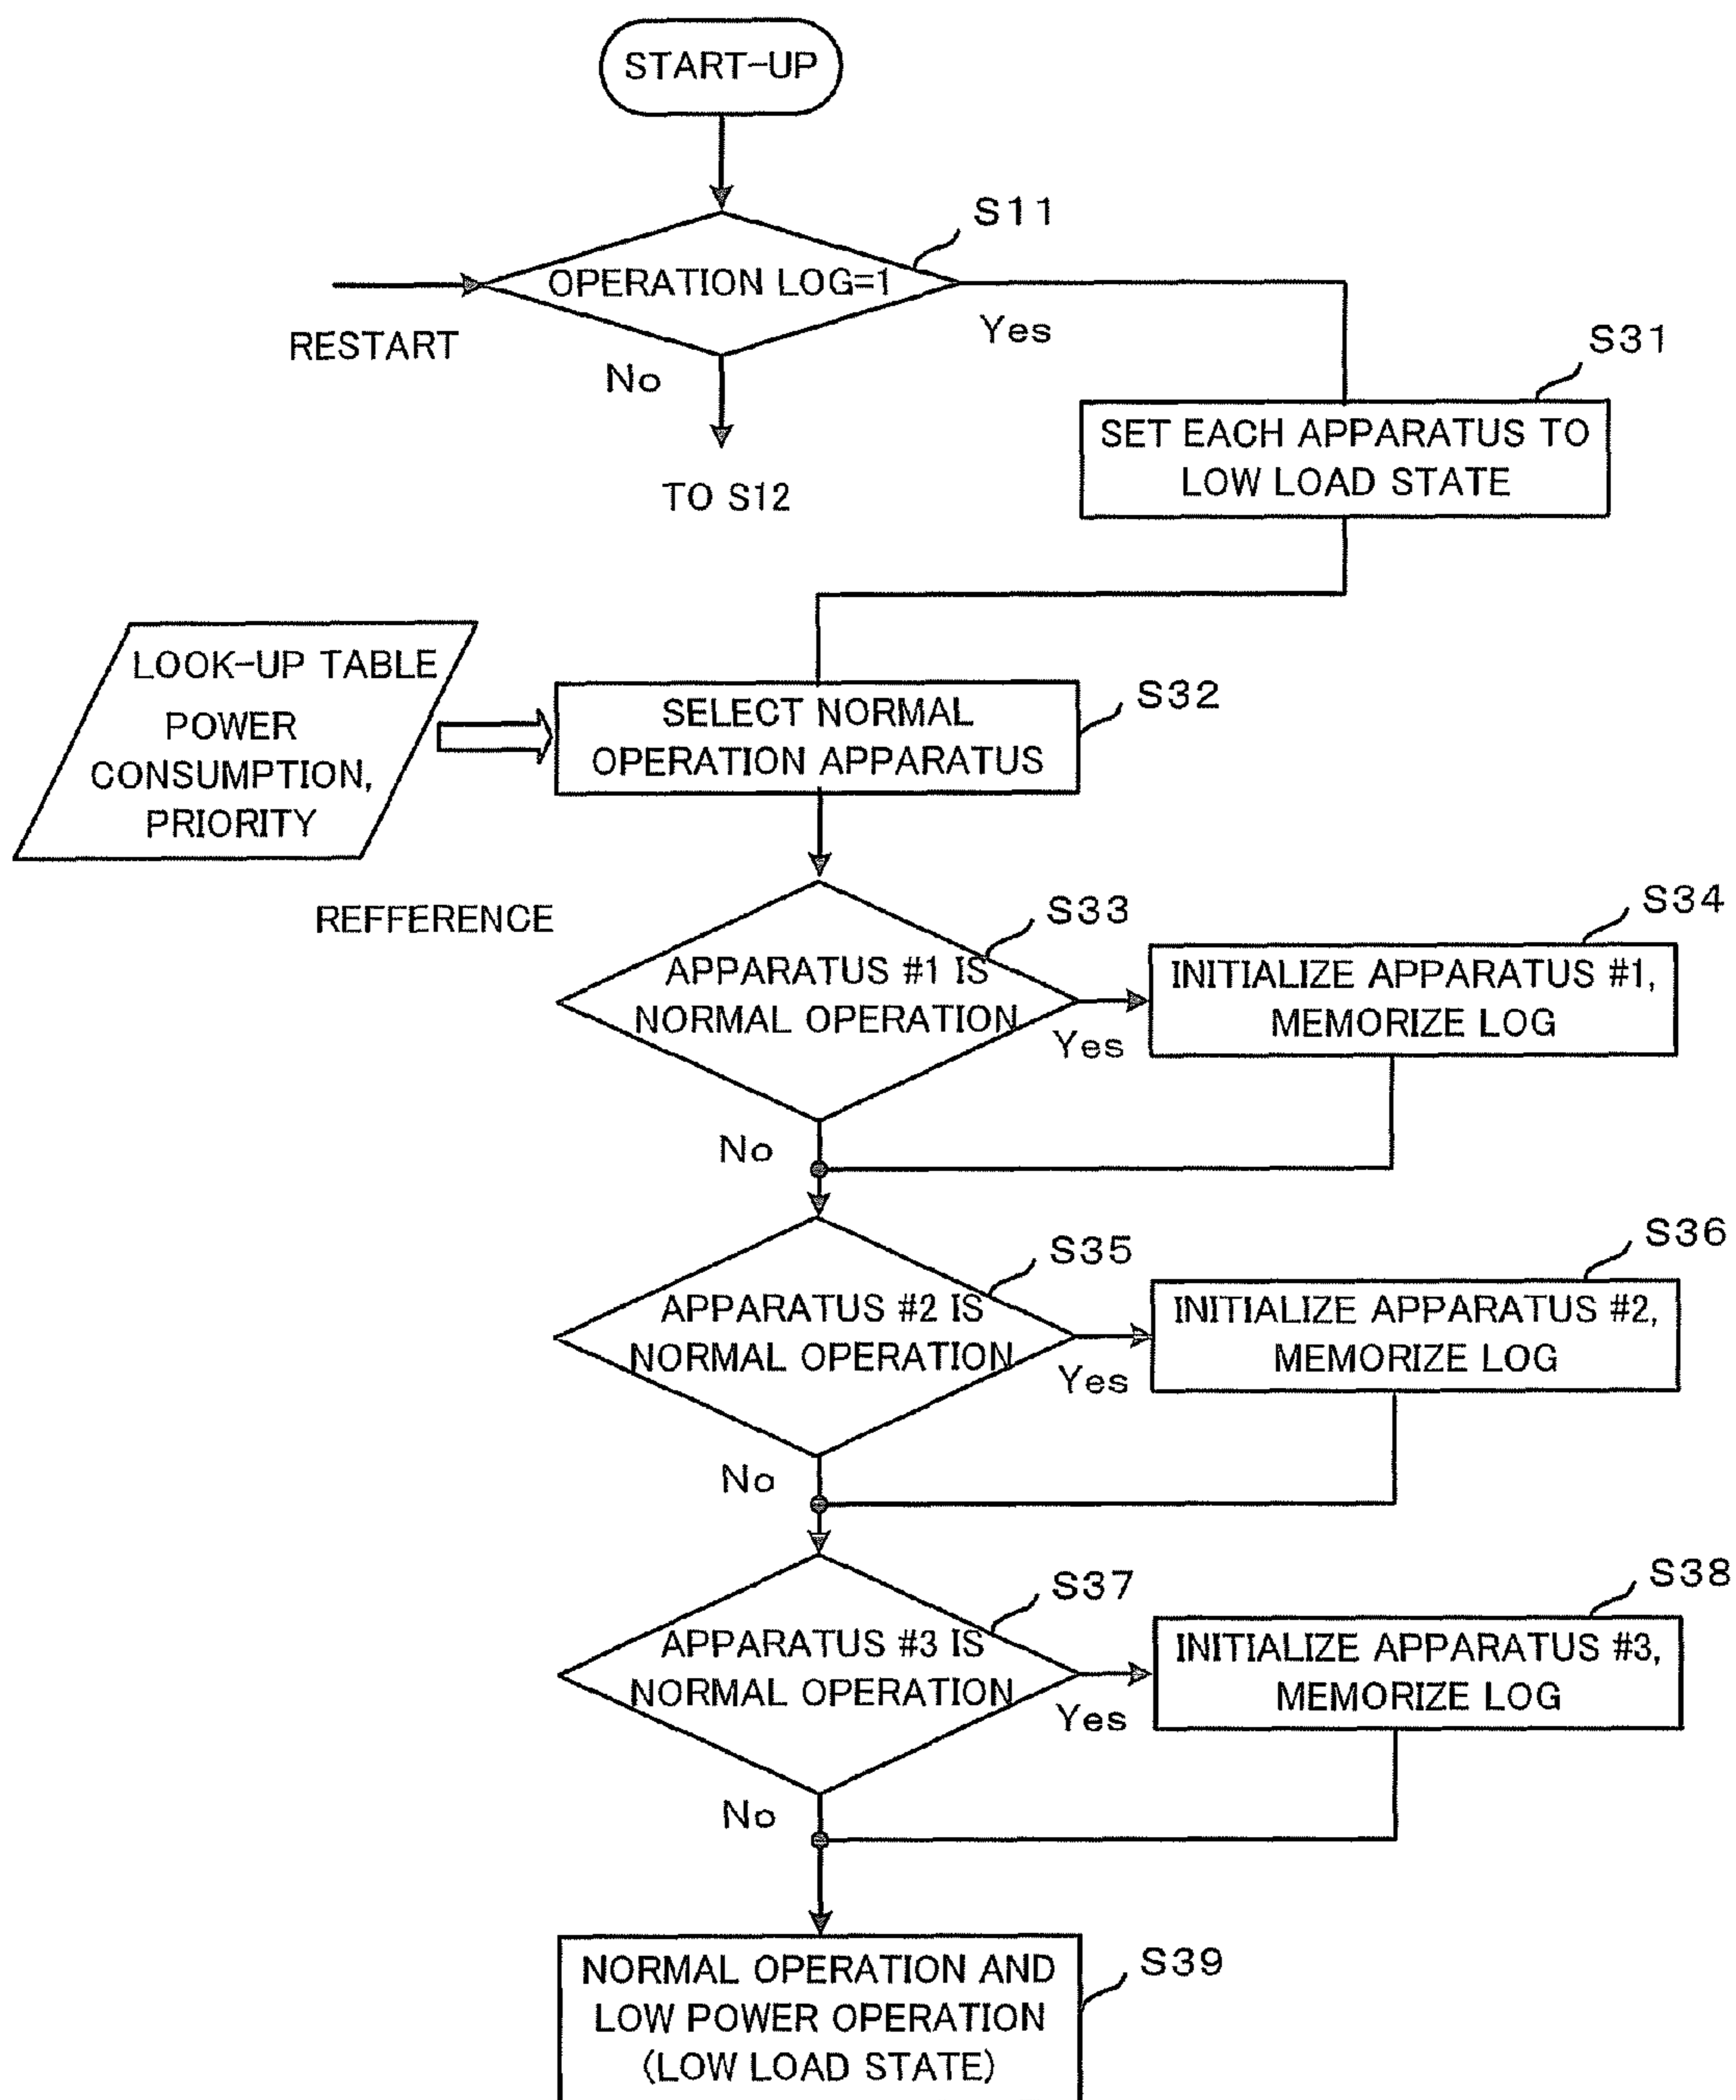 START-UP
S11
OPERATION LOG=1
RESTART
Yes
No
S31
SET EACH APPARATUS TO
LOW LOAD STATE
TO S12
LOOK-UP TABLE
POWER
CONSUMPTION,
PRIORITY
S32
SELECT NORMAL
OPERATION APPARATUS
REFFERENCE
S33
APPARATUS #1 IS
NORMAL OPERATION
Yes
S34
INITIALIZE APPARATUS #1,
MEMORIZE LOG
No
S35
APPARATUS #2 IS
NORMAL OPERATION
Yes
S36
INITIALIZE APPARATUS #2,
MEMORIZE LOG
No
S37
APPARATUS #3 IS
NORMAL OPERATION
Yes
S38
INITIALIZE APPARATUS #3,
MEMORIZE LOG
No
S39
NORMAL OPERATION AND
LOW POWER OPERATION
(LOW LOAD STATE)